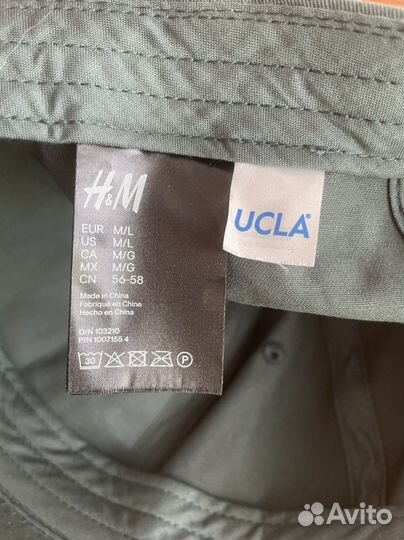 H&M
EUR M/L
US M/L
CA M/G
MX M/G
CN 56-58
Made in China
Fabriqué en Chine
Hecho en China
O/N 103210
P/N 1007155 4
30
P
UCLA®
Avito